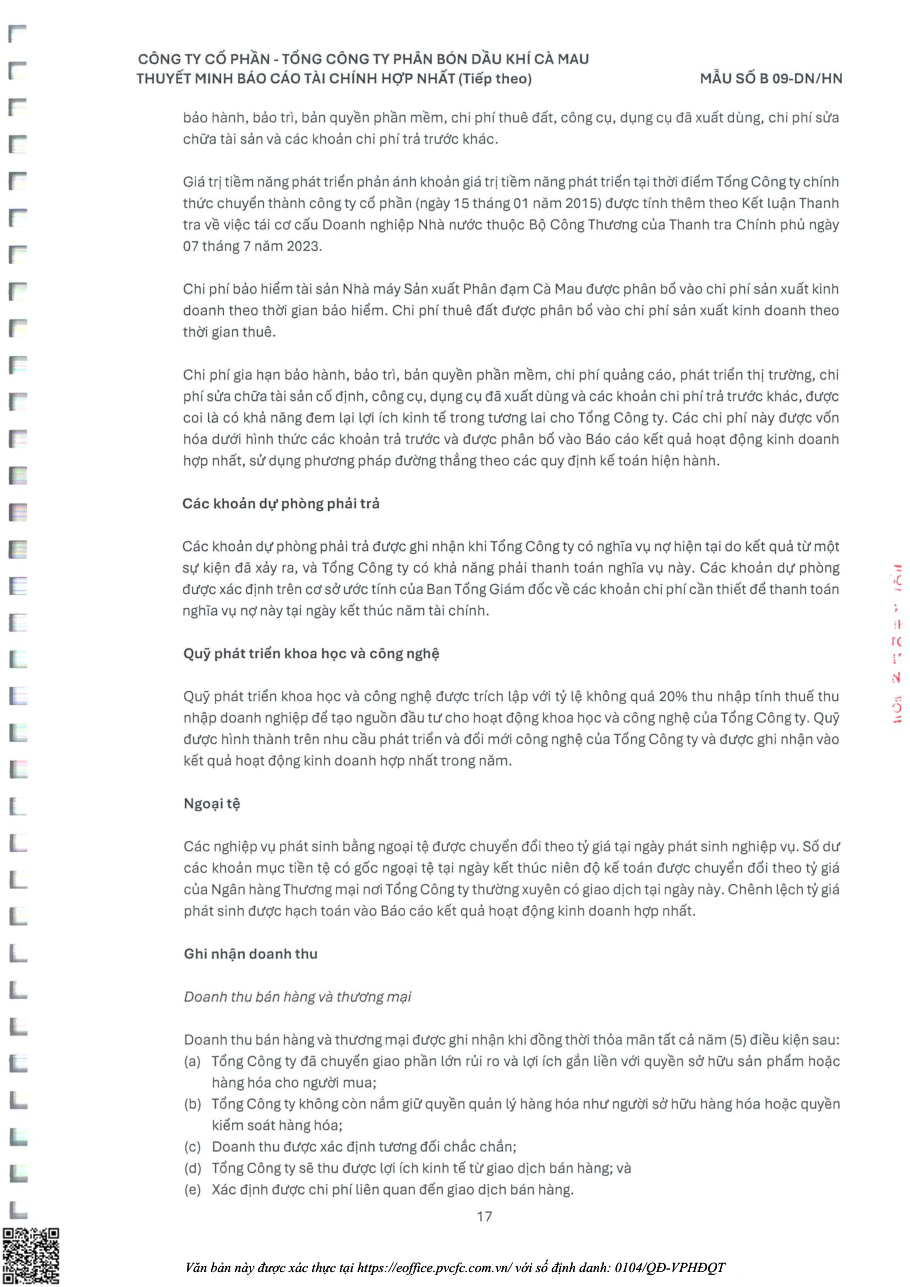 CÔNG TY CỔ PHẦN - TỔNG CÔNG TY PHÂN BÓN DẦU KHÍ CÀ MAU
THUYẾT MINH BÁO CÁO TÀI CHÍNH HỢP NHẤT (Tiếp theo) MẪU SỐ B 09-DN/HN
bảo hành, bảo trì, bản quyền phần mềm, chi phí thuê đất, công cụ, dụng cụ đã xuất dùng, chi phí sửa
chữa tài sản và các khoản chi phí trả trước khác.
Giá trị tiềm năng phát triển phản ánh khoản giá trị tiềm năng phát triển tại thời điểm Tổng Công ty chính
thức chuyển thành công ty cổ phần (ngày 15 tháng 01 năm 2015) được tính thêm theo Kết luận Thanh
tra về việc tái cơ cấu Doanh nghiệp Nhà nước thuộc Bộ Công Thương của Thanh tra Chính phủ ngày
07 tháng 7 năm 2023.
Chi phí bảo hiểm tài sản Nhà máy Sản xuất Phân đạm Cà Mau được phân bổ vào chi phí sản xuất kinh
doanh theo thời gian bảo hiểm. Chi phí thuê đất được phân bổ vào chi phí sản xuất kinh doanh theo
thời gian thuê.
Chi phí gia hạn bảo hành, bảo trì, bản quyền phần mềm, chi phí quảng cáo, phát triển thị trường, chi
phí sửa chữa tài sản cố định, công cụ, dụng cụ đã xuất dùng và các khoản chi phí trả trước khác, được
coi là có khả năng đem lại lợi ích kinh tế trong tương lai cho Tổng Công ty. Các chi phí này được vốn
hóa dưới hình thức các khoản trả trước và được phân bổ vào Báo cáo kết quả hoạt động kinh doanh
hợp nhất, sử dụng phương pháp đường thẳng theo các quy định kế toán hiện hành.
Các khoản dự phòng phải trả
Các khoản dự phòng phải trả được ghi nhận khi Tổng Công ty có nghĩa vụ nợ hiện tại do kết quả từ một
sự kiện đã xảy ra, và Tổng Công ty có khả năng phải thanh toán nghĩa vụ này. Các khoản dự phòng
được xác định trên cơ sở ước tính của Ban Tổng Giám đốc về các khoản chi phí cần thiết để thanh toán
nghĩa vụ nợ này tại ngày kết thúc năm tài chính.
Quỹ phát triển khoa học và công nghệ
Quỹ phát triển khoa học và công nghệ được trích lập với tỷ lệ không quá 20% thu nhập tính thuế thu
nhập doanh nghiệp để tạo nguồn đầu tư cho hoạt động khoa học và công nghệ của Tổng Công ty. Quỹ
được hình thành trên nhu cầu phát triển và đổi mới công nghệ của Tổng Công ty và được ghi nhận vào
kết quả hoạt động kinh doanh hợp nhất trong năm.
Ngoại tệ
Các nghiệp vụ phát sinh bằng ngoại tệ được chuyển đổi theo tỷ giá tại ngày phát sinh nghiệp vụ. Số dư
các khoản mục tiền tệ có gốc ngoại tệ tại ngày kết thúc niên độ kế toán được chuyển đổi theo tỷ giá
của Ngân hàng Thương mại nơi Tổng Công ty thường xuyên có giao dịch tại ngày này. Chênh lệch tỷ giá
phát sinh được hạch toán vào Báo cáo kết quả hoạt động kinh doanh hợp nhất.
Ghi nhận doanh thu
Doanh thu bán hàng và thương mại
Doanh thu bán hàng và thương mại được ghi nhận khi đồng thời thỏa mãn tất cả năm (5) điều kiện sau:
(a) Tổng Công ty đã chuyển giao phần lớn rủi ro và lợi ích gắn liền với quyền sở hữu sản phẩm hoặc
hàng hóa cho người mua;
(b) Tổng Công ty không còn nắm giữ quyền quản lý hàng hóa như người sở hữu hàng hóa hoặc quyền
kiểm soát hàng hóa;
(c) Doanh thu được xác định tương đối chắc chắn;
(d) Tổng Công ty sẽ thu được lợi ích kinh tế từ giao dịch bán hàng; và
(e) Xác định được chi phí liên quan đến giao dịch bán hàng.
17
Văn bản này được xác thực tại https://eoffice.pvcfc.com.vn/ với số định danh: 0104/QĐ-VPHĐQT